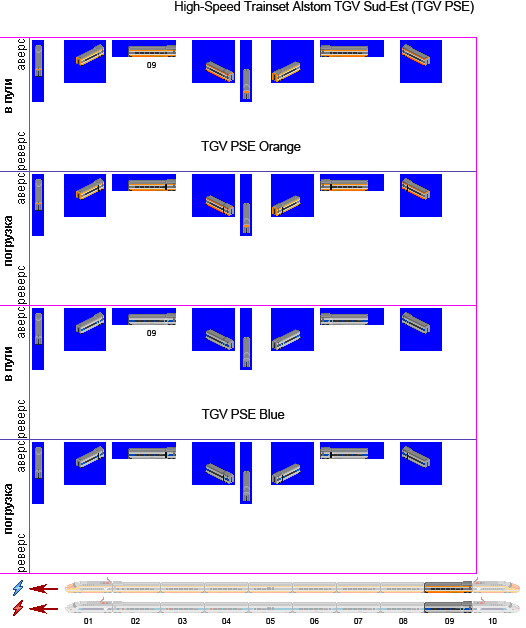 High-Speed Trainset Alstom TGV Sud-Est (TGV PSE)
аверс
09
в пути
реверс
TGV PSE Orange
аверс
погрузка
реверс
аверс
09
в пути
реверс
TGV PSE Blue
аверс
погрузка
реверс
01 02 03 04 05 06 07 08 09 10